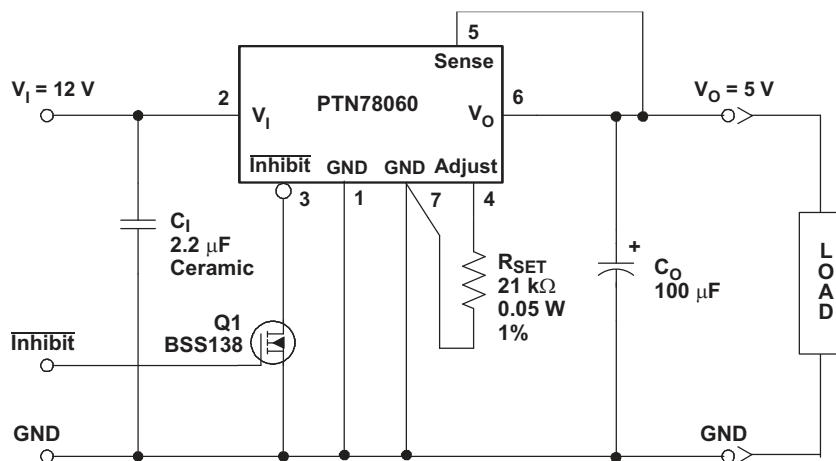 5
Sense
V_I = 12 V
2
PTN78060
6
V_O = 5 V
V_I
V_O
Inhibit GND GND Adjust
3
1
7
4
C_I
2.2 μF
Ceramic
R_SET
21 kΩ
0.05 W
1%
+
C_O
100 μF
LOAD
Q1
BSS138
Inhibit
GND
GND